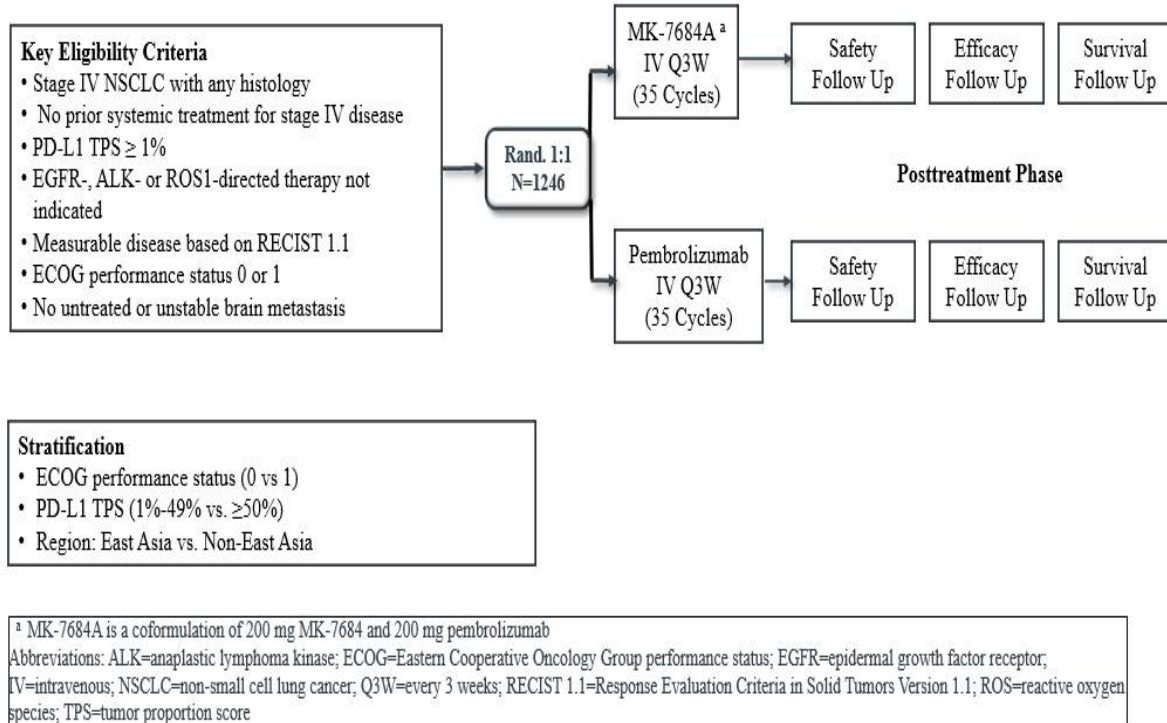 Key Eligibility Criteria
• Stage IV NSCLC with any histology
• No prior systemic treatment for stage IV disease
• PD-L1 TPS ≥ 1%
• EGFR-, ALK- or ROS1-directed therapy not
indicated
• Measurable disease based on RECIST 1.1
• ECOG performance status 0 or 1
• No untreated or unstable brain metastasis
Rand. 1:1
N=1246
MK-7684A ᵃ
IV Q3W
(35 Cycles)
Safety
Follow Up
Efficacy
Follow Up
Survival
Follow Up
Posttreatment Phase
Pembrolizumab
IV Q3W
(35 Cycles)
Safety
Follow Up
Efficacy
Follow Up
Survival
Follow Up
Stratification
• ECOG performance status (0 vs 1)
• PD-L1 TPS (1%-49% vs. ≥50%)
• Region: East Asia vs. Non-East Asia
ᵃ MK-7684A is a coformulation of 200 mg MK-7684 and 200 mg pembrolizumab
Abbreviations: ALK=anaplastic lymphoma kinase; ECOG=Eastern Cooperative Oncology Group performance status; EGFR=epidermal growth factor receptor;
IV=intravenous; NSCLC=non-small cell lung cancer; Q3W=every 3 weeks; RECIST 1.1=Response Evaluation Criteria in Solid Tumors Version 1.1; ROS=reactive oxygen
species; TPS=tumor proportion score